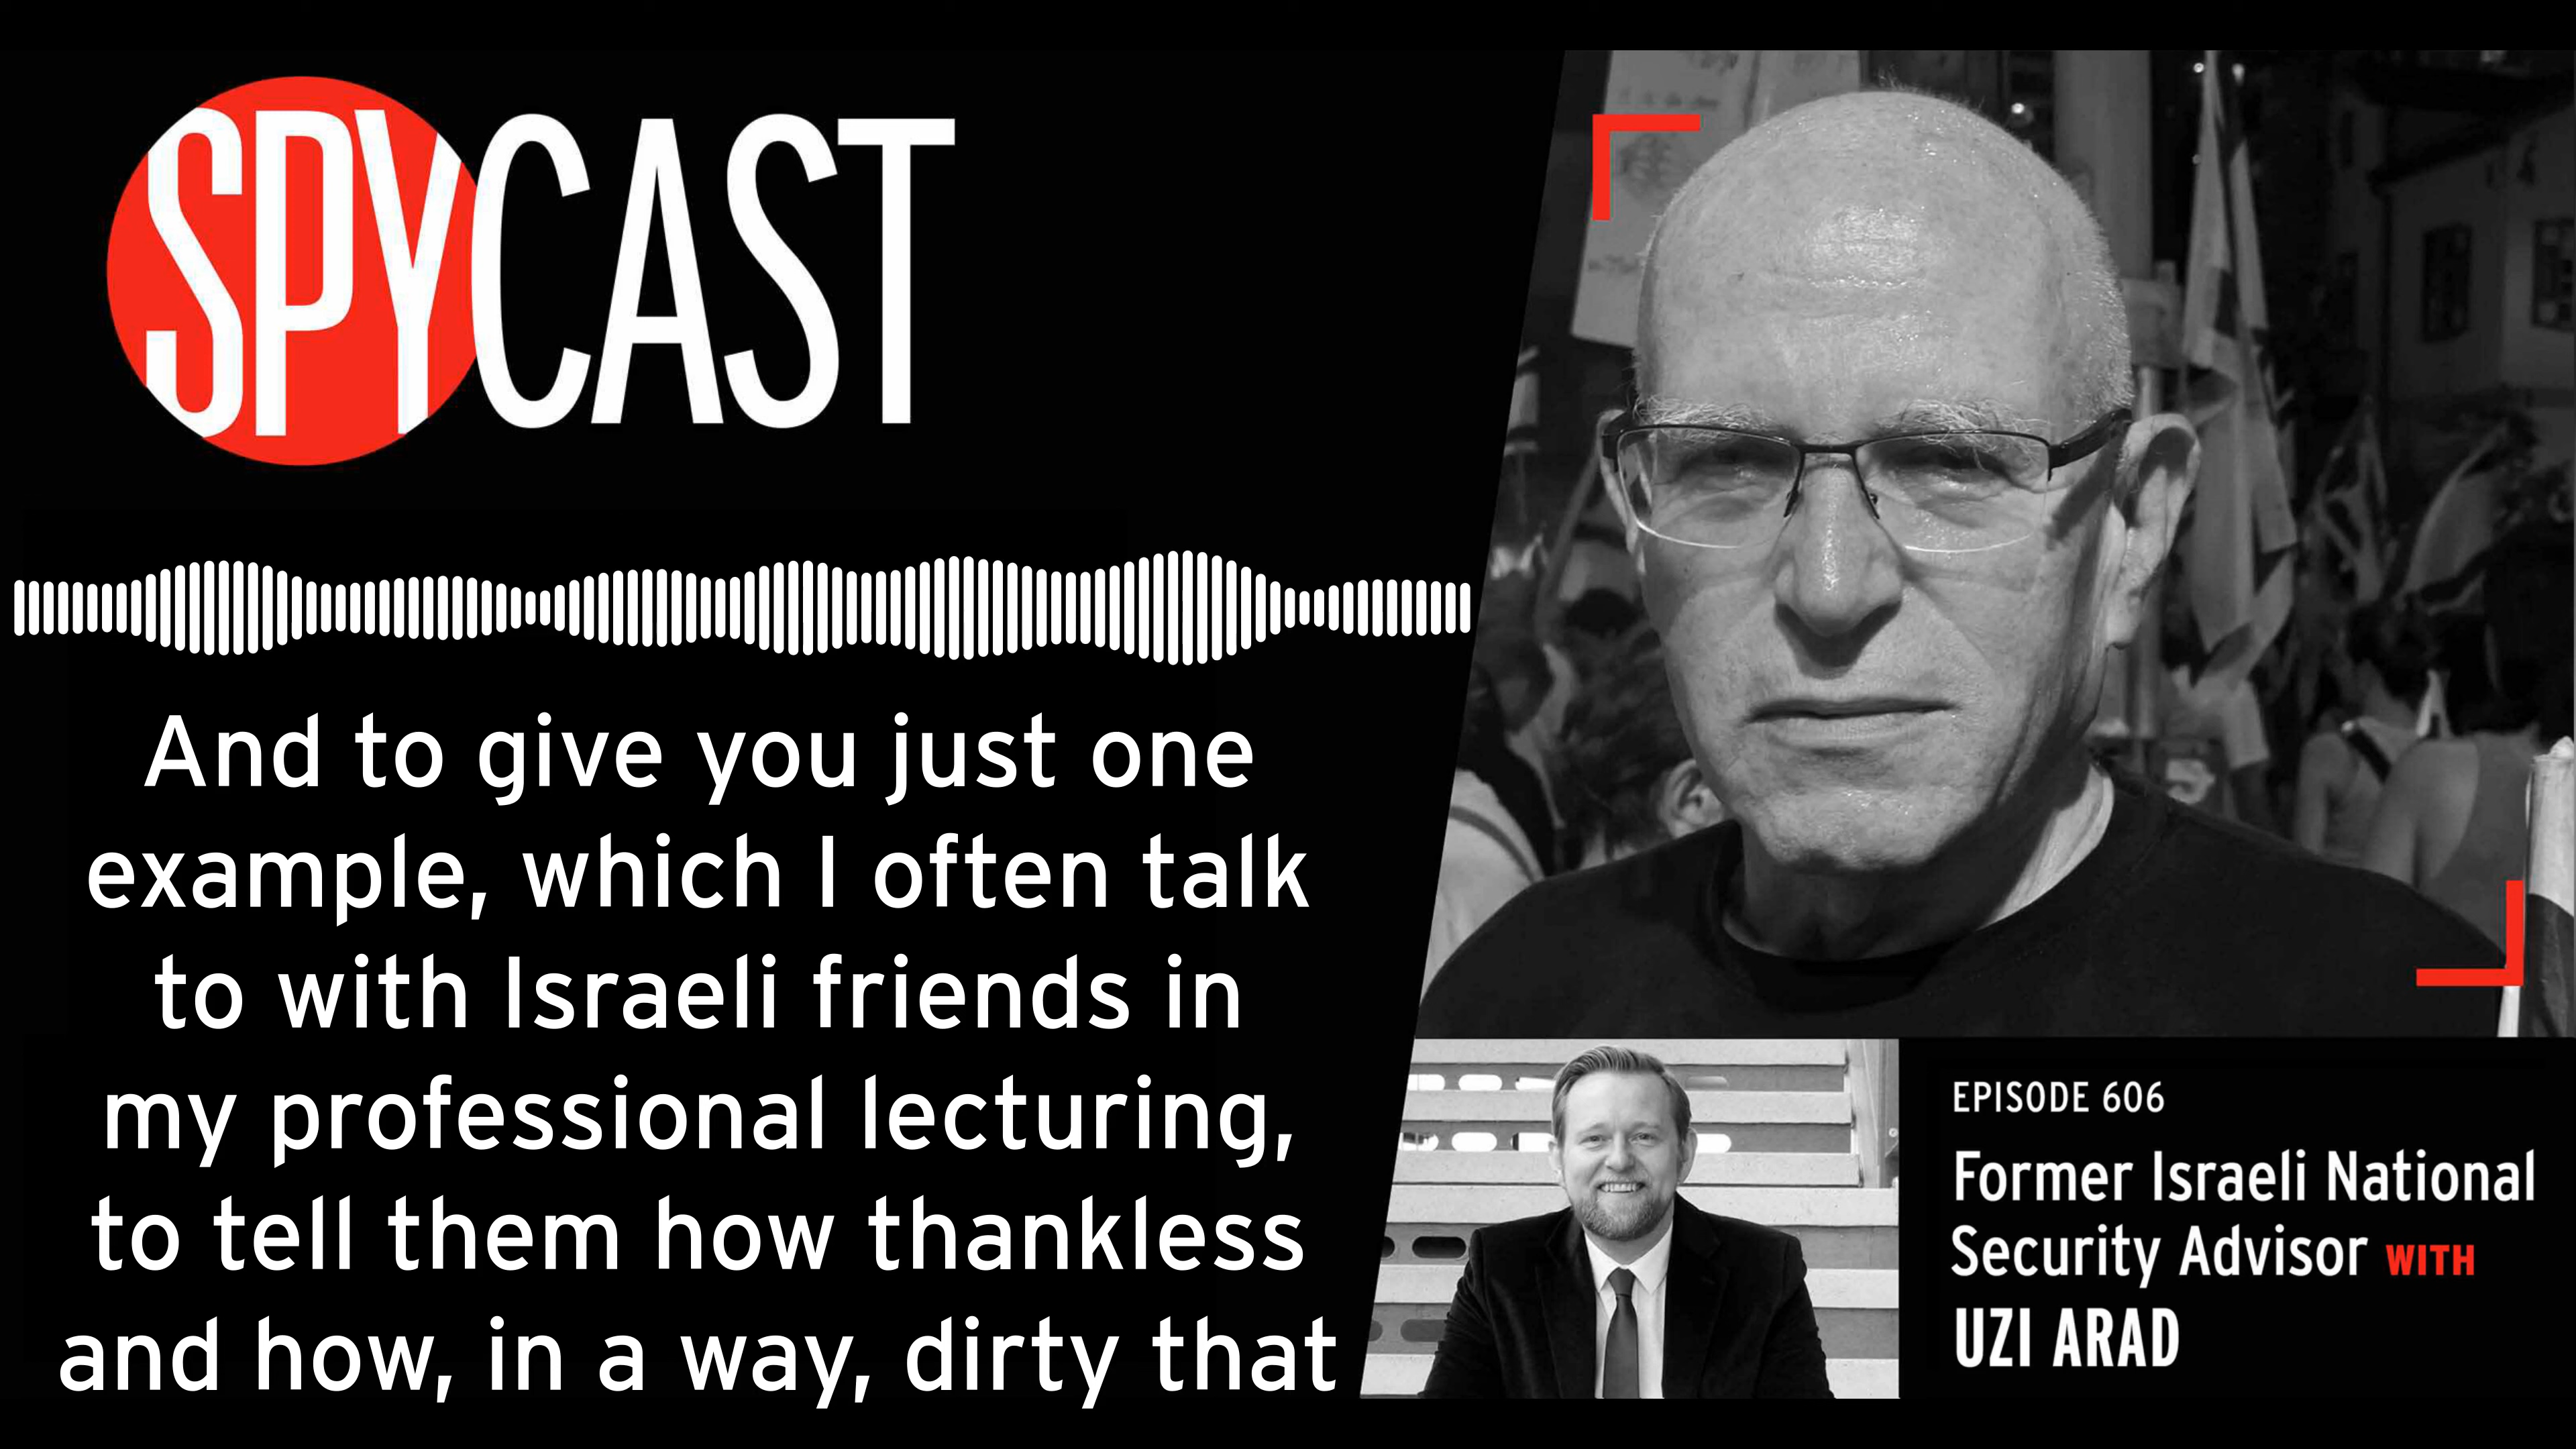 SPYCAST
And to give you just one
example, which I often talk
to with Israeli friends in
my professional lecturing,
to tell them how thankless
and how, in a way, dirty that
EPISODE 606
Former Israeli National
Security Advisor WITH
UZI ARAD